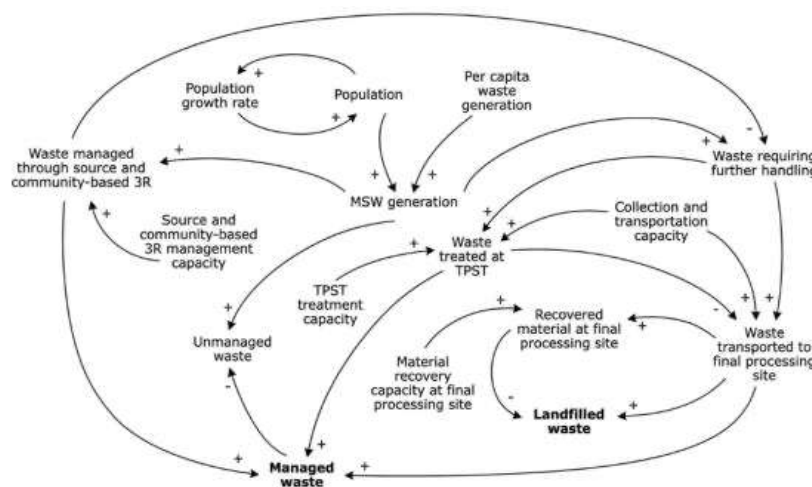 Population
growth rate
Population
Per capita
waste
generation
Waste managed
through source and
community-based 3R
Waste requiring
further handling
MSW generation
Source and
community-based
3R management
capacity
Collection and
transportation
capacity
Waste
treated at
TPST
TPST
treatment
capacity
Unmanaged
waste
Recovered
material at final
processing site
Waste
transported to
final processing
site
Material
recovery
capacity at final
processing site
Landfilled
waste
Managed
waste
+
+
+
+
+
-
+
+
+
+
+
+
-
+
+
+
+
+
-
+
-
+
+
+